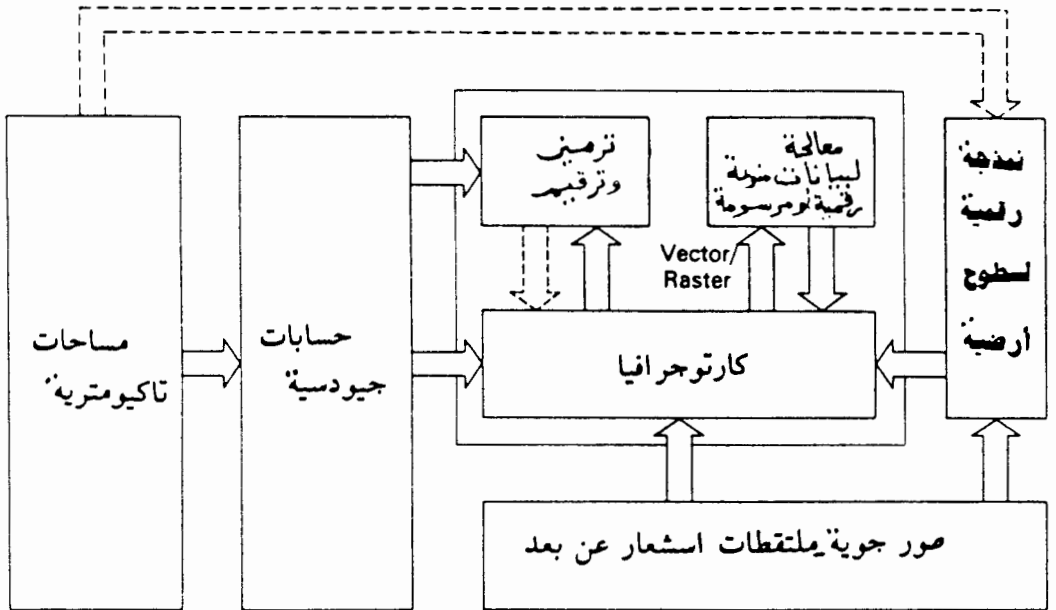 نمذجة
رقمية
لسطوح
أرضية
معالجة
لبيانات
رقمية أو مرسومة
ترميز
وترقيم
Vector/
Raster
كارتوجرافيا
حسابات
جيودسية
مساحات
تاكيومترية
صور جوية ملتقطات استشعار عن بعد